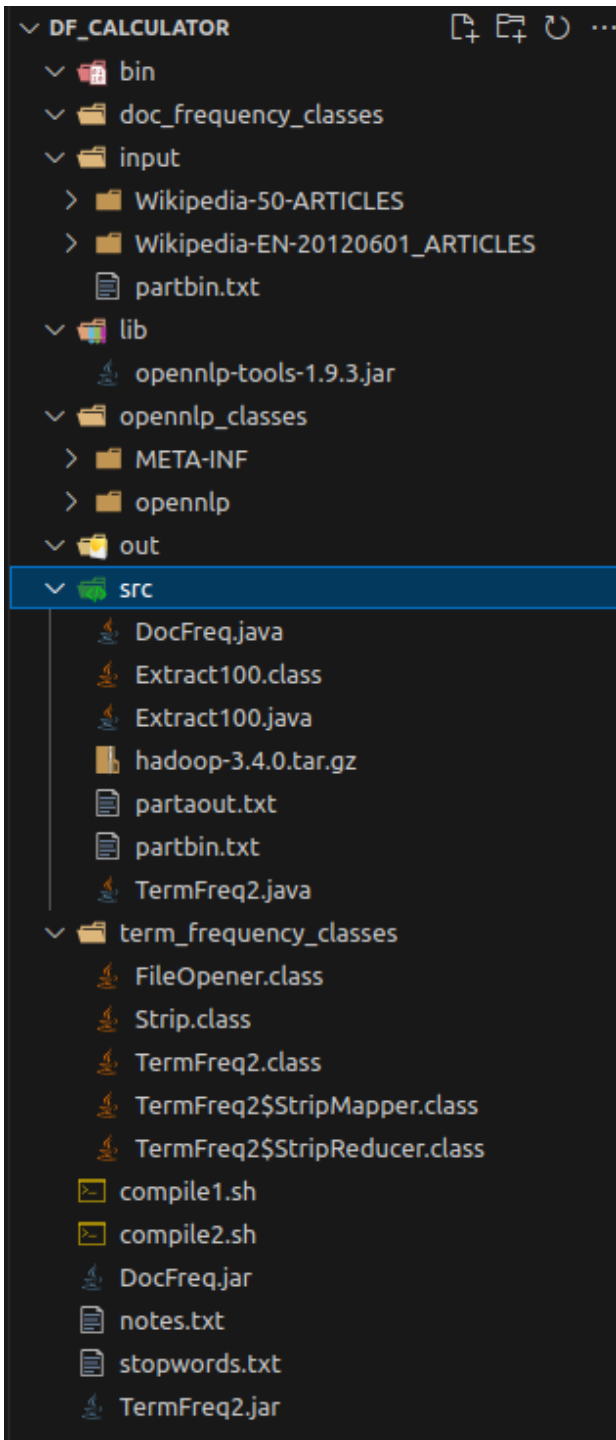 DF_CALCULATOR
bin
doc_frequency_classes
input
Wikipedia-50-ARTICLES
Wikipedia-EN-20120601_ARTICLES
partbin.txt
lib
opennlp-tools-1.9.3.jar
opennlp_classes
META-INF
opennlp
out
src
DocFreq.java
Extract100.class
Extract100.java
hadoop-3.4.0.tar.gz
partaout.txt
partbin.txt
TermFreq2.java
term_frequency_classes
FileOpener.class
Strip.class
TermFreq2.class
TermFreq2$StripMapper.class
TermFreq2$StripReducer.class
compile1.sh
compile2.sh
DocFreq.jar
notes.txt
stopwords.txt
TermFreq2.jar